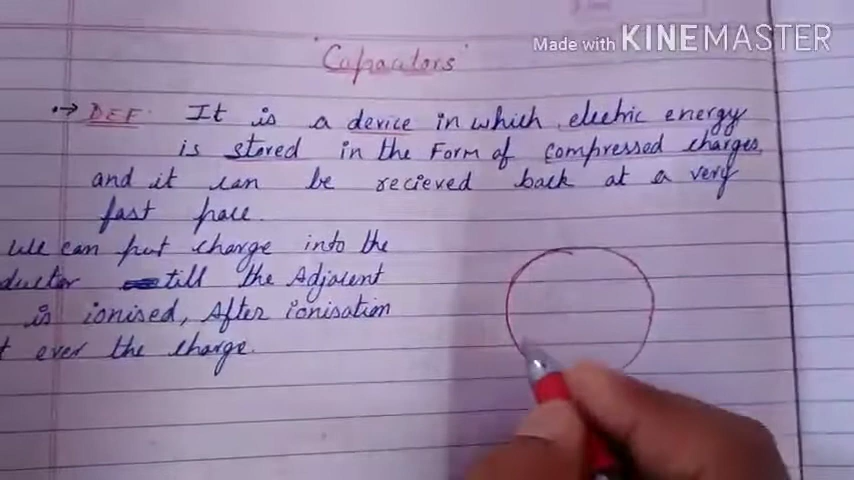 Made with KINEMASTER
"Capacitors"
DEF. It is a device in which electric energy
is stored in the Form of compressed charges,
and it can be recieved back at a very
fast pace.
we can put charge into the
ductor till the Adjacent
is ionised, After ionisation
t over the charge.